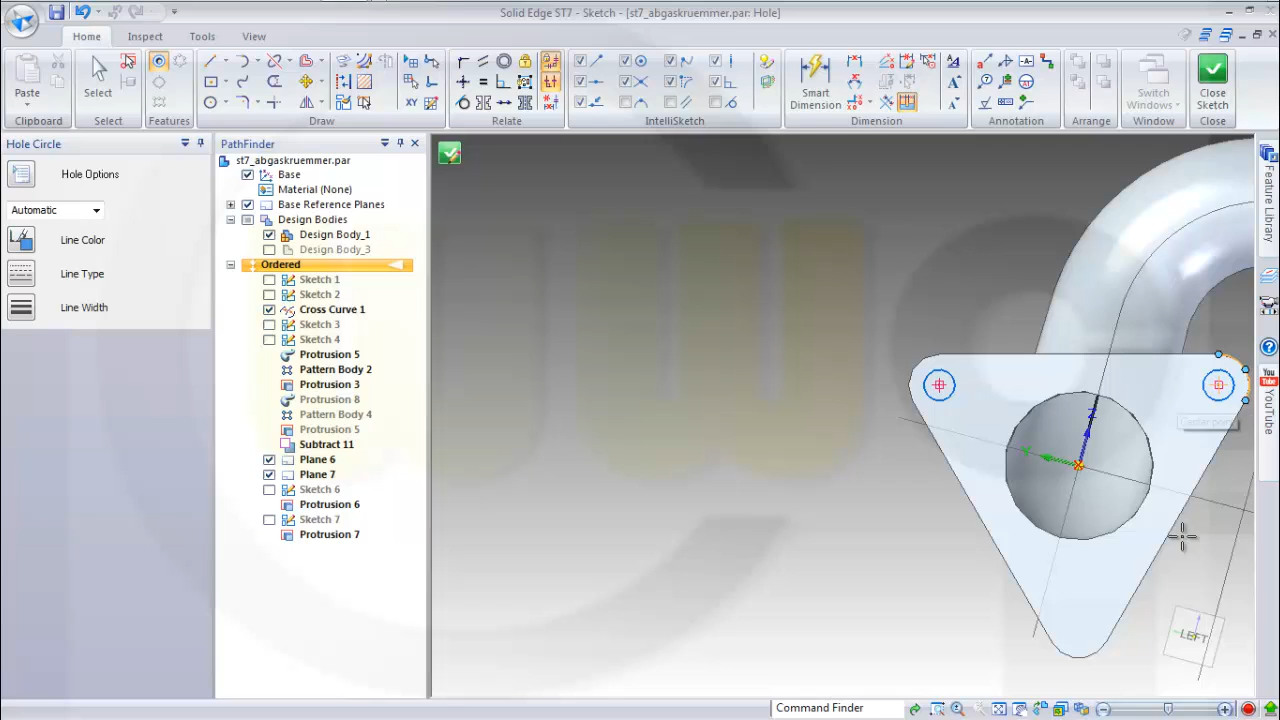 Solid Edge ST7 - Sketch - [st7_abgaskruemmer.par: Hole]
Home
Inspect
Tools
View
Paste
Select
Smart Dimension
Switch Windows
Close Sketch
Clipboard
Select
Features
Draw
Relate
IntelliSketch
Dimension
Annotation
Arrange
Window
Close
Hole Circle
Hole Options
Automatic
Line Color
Line Type
Line Width
PathFinder
st7_abgaskruemmer.par
Base
Material (None)
Base Reference Planes
Design Bodies
Design Body_1
Design Body_3
Ordered
Sketch 1
Sketch 2
Cross Curve 1
Sketch 3
Sketch 4
Protrusion 5
Pattern Body 2
Protrusion 3
Protrusion 8
Pattern Body 4
Protrusion 5
Subtract 11
Plane 6
Plane 7
Sketch 6
Protrusion 6
Sketch 7
Protrusion 7
LEFT
Feature Library
YouTube
Command Finder